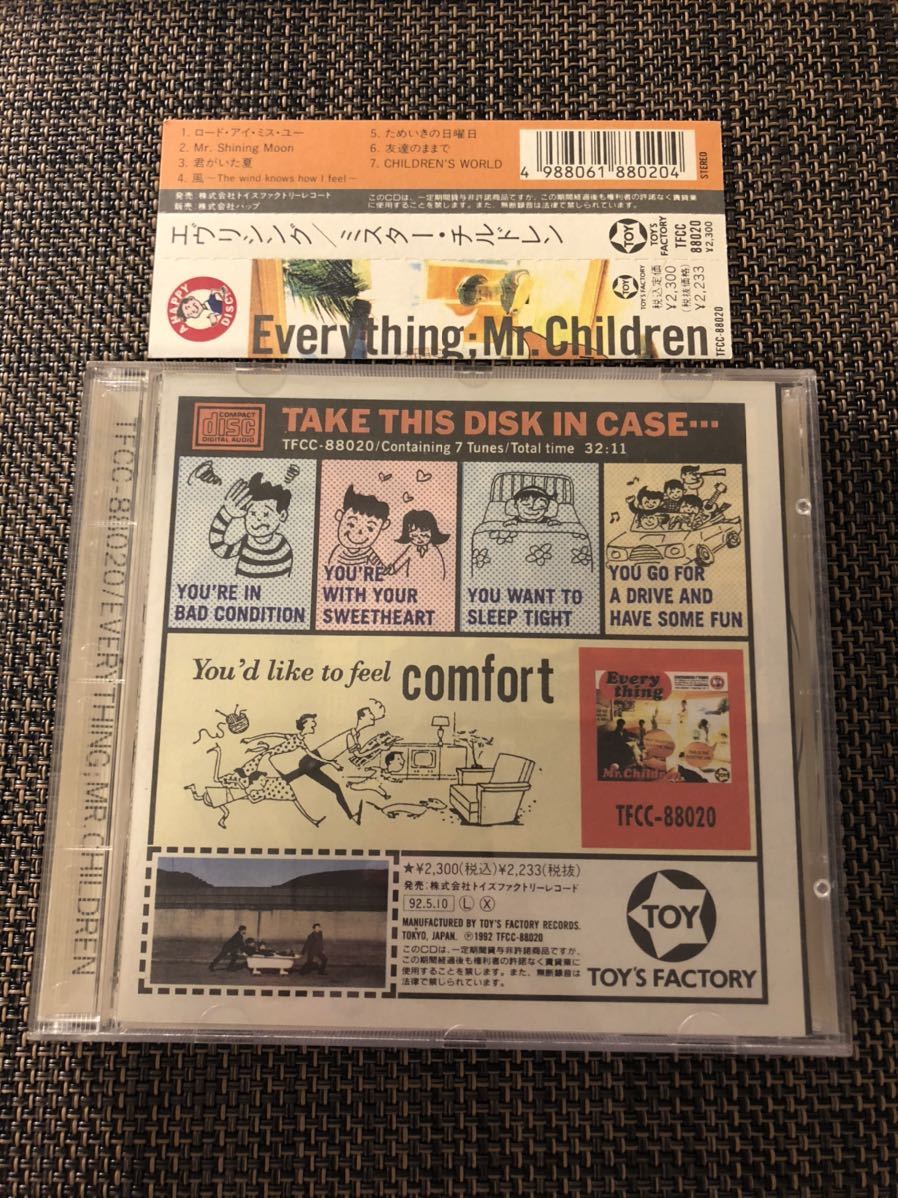 1. ロード・アイ・ミス・ユー
2. Mr. Shining Moon
3. 君がいた夏
4. 風—The wind knows how I feel—
5. ためいきの日曜日
6. 友達のままで
7. CHILDREN'S WORLD
4 988061 880204
STEREO
発売 株式会社トイズファクトリーレコード
販売 株式会社バップ
このCDは、一定期間貸与非許諾商品ですが、この期間経過後も権利者の許諾なく賃貸業
に使用することを禁じます。また、無断録音は法律で禁じられています。
エヴリシング/ミスター・チルドレン
TOY
TOY'S FACTORY
TFCC
88020
¥2,300
A HAPPY DISC
Everything;Mr.Children
TOY
TOY'S FACTORY
税込定価
¥2,300
(税抜価格)
¥2,233
TFCC-88020
TFCC-88020/EVERYTHING;MR.CHILDREN
COMPACT
disc
DIGITAL AUDIO
TAKE THIS DISK IN CASE…
TFCC-88020/Containing 7 Tunes/Total time 32:11
YOU'RE IN
BAD CONDITION
YOU'RE
WITH YOUR
SWEETHEART
YOU WANT TO
SLEEP TIGHT
YOU GO FOR
A DRIVE AND
HAVE SOME FUN
You'd like to feel comfort
Every
thing
Mr.Childr
TFCC-88020
★¥2,300(税込)¥2,233(税抜)
発売:株式会社トイズファクトリーレコード
92.5.10 L X
MANUFACTURED BY TOY'S FACTORY RECORDS.
TOKYO, JAPAN. ℗1992 TFCC-88020
このCDは、一定期間貸与非許諾商品ですが、
この期間経過後も権利者の許諾なく賃貸業に
使用することを禁じます。また、無断録音は
法律で禁じられています。
TOY
TOY'S FACTORY